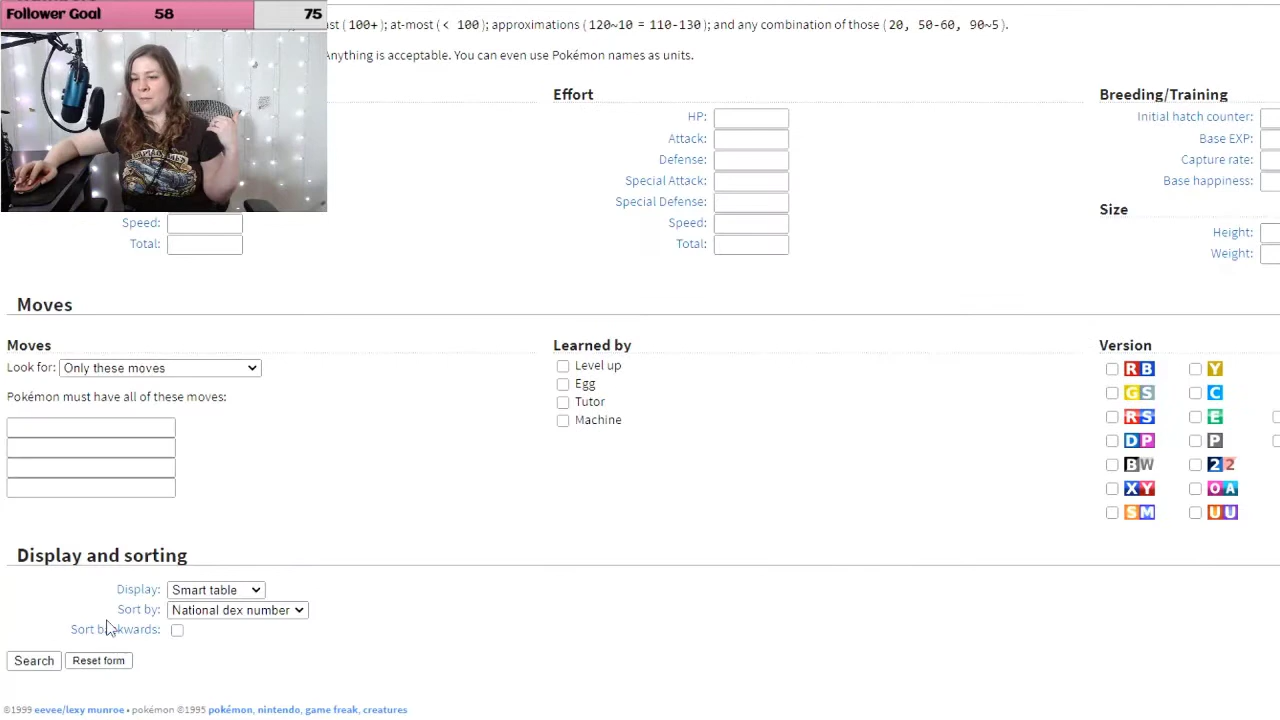 Follower Goal 58 75
st (100+); at-most (< 100); approximations (120~10 = 110-130); and any combination of those (20, 50-60, 90~5).
Anything is acceptable. You can even use Pokémon names as units.
Effort
HP:
Attack:
Defense:
Special Attack:
Special Defense:
Speed:
Total:
Breeding/Training
Initial hatch counter:
Base EXP:
Capture rate:
Base happiness:
Size
Height:
Weight:
Speed:
Total:
Moves
Moves
Look for: Only these moves
Pokémon must have all of these moves:
Learned by
Level up
Egg
Tutor
Machine
Version
RB Y
GS C
RS E
DP P
BW 22
XY OA
SM UU
Display and sorting
Display: Smart table
Sort by: National dex number
Sort backwards:
Search Reset form
©1999 eevee/lexy munroe • pokémon ©1995 pokémon, nintendo, game freak, creatures